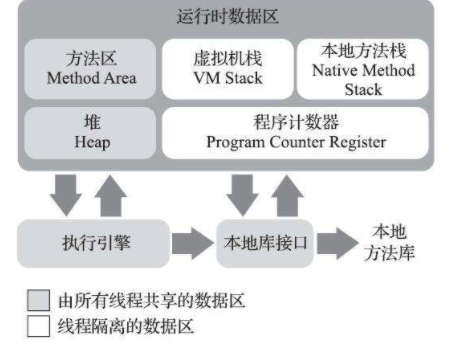 运行时数据区
方法区
Method Area
虚拟机栈
VM Stack
本地方法栈
Native Method
Stack
堆
Heap
程序计数器
Program Counter Register
执行引擎
本地库接口
本地
方法库
由所有线程共享的数据区
线程隔离的数据区